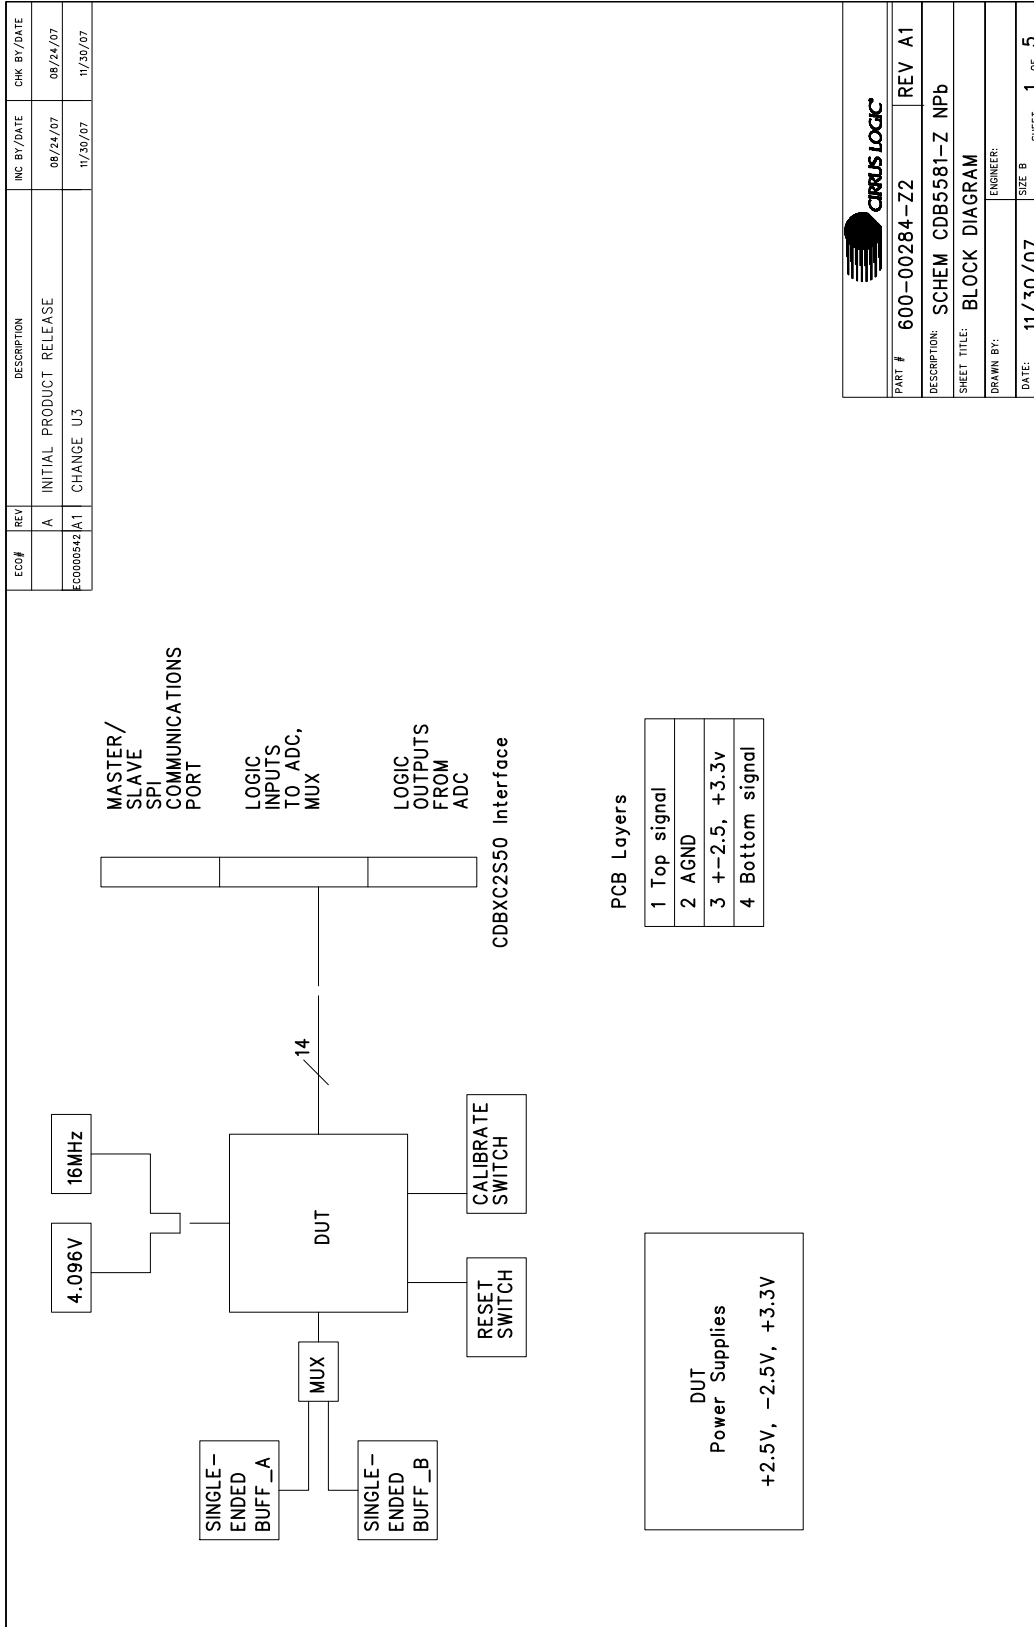 ECO# REV DESCRIPTION INC BY/DATE CHK BY/DATE
A INITIAL PRODUCT RELEASE 08/24/07 08/24/07
ECO000542 A1 CHANGE U3 11/30/07 11/30/07
4.096V
16MHz
SINGLE-
ENDED
BUFF_A
SINGLE-
ENDED
BUFF_B
MUX
DUT
14
RESET
SWITCH
CALIBRATE
SWITCH
MASTER/
SLAVE
SPI
COMMUNICATIONS
PORT
LOGIC
INPUTS
TO ADC,
MUX
LOGIC
OUTPUTS
FROM
ADC
CDBXC2S50 Interface
DUT
Power Supplies
+2.5V, -2.5V, +3.3V
PCB Layers
1 Top signal
2 AGND
3 +-2.5, +3.3v
4 Bottom signal
CIRRUS LOGIC
PART # 600-00284-Z2 REV A1
DESCRIPTION: SCHEM CDB5581-Z NPb
SHEET TITLE: BLOCK DIAGRAM
DRAWN BY: ENGINEER:
DATE: 11/30/07 SIZE B SHEET 1 OF 5